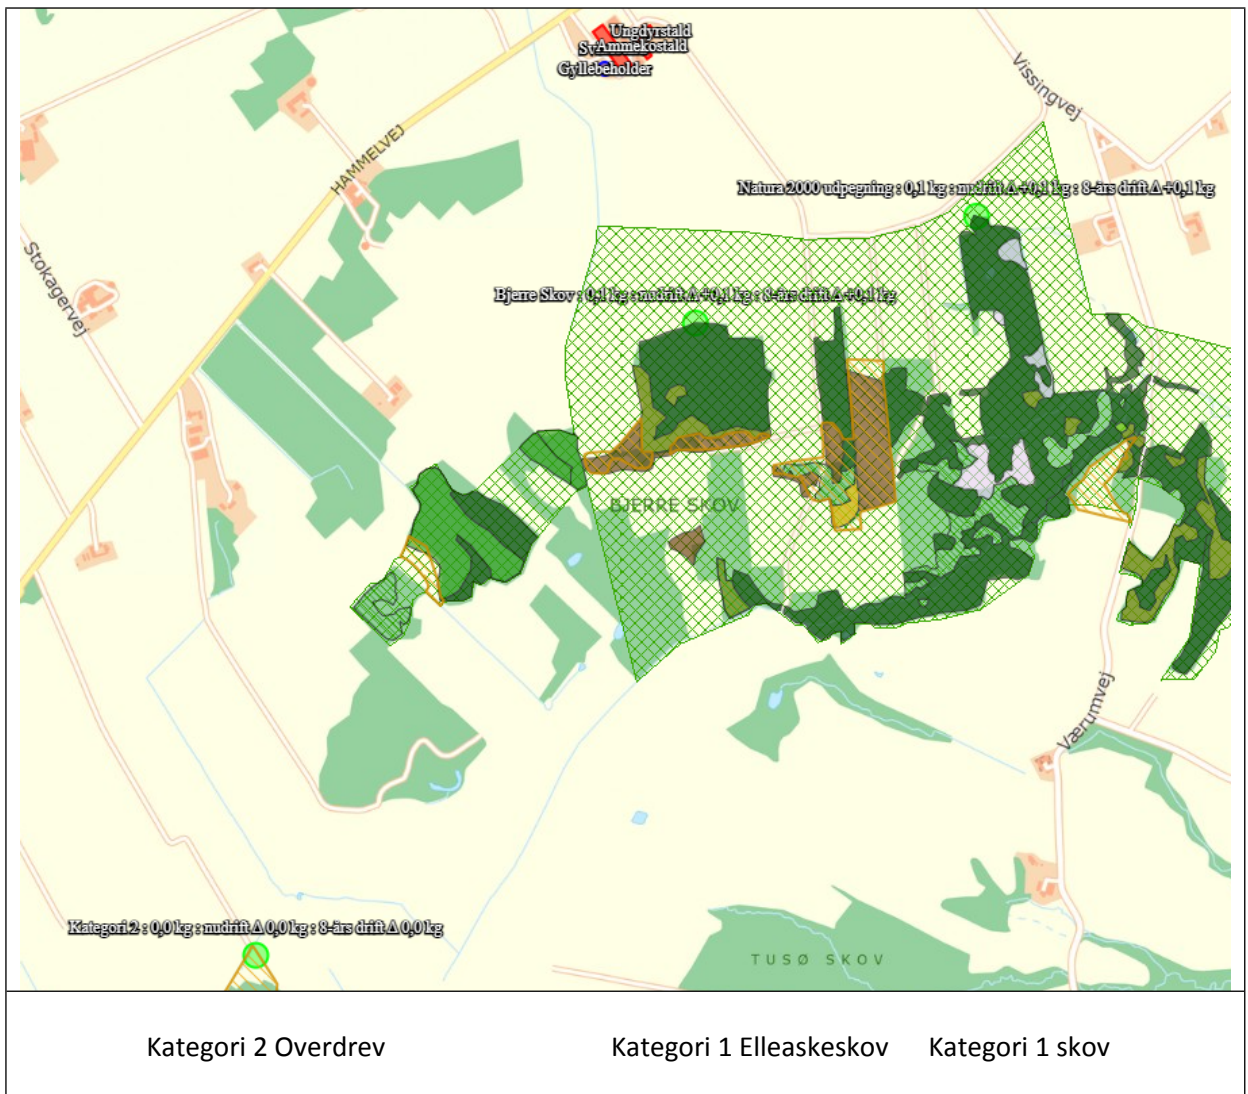 Ungdyrstald
Ammekostald
Gyllebeholder
Vissingvej
HAMMELVEJ
Natura 2000 udpegning : 0,1 kg : nudrift Δ +0,1 kg : 8-års drift Δ +0,1 kg
Stokagervej
Bjerre Skov : 0,1 kg : nudrift Δ +0,1 kg : 8-års drift Δ +0,1 kg
BJERRE SKOV
Værumvej
Kategori 2 : 0,0 kg : nudrift Δ 0,0 kg : 8-års drift Δ 0,0 kg
TUSØ SKOV
Kategori 2 Overdrev Kategori 1 Elleaskeskov Kategori 1 skov